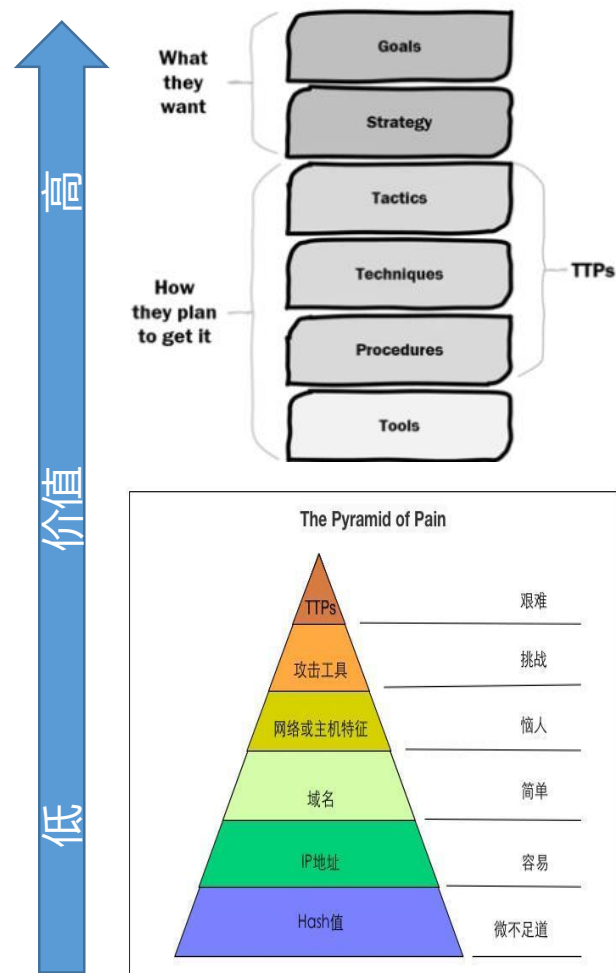 高
价值
低
What
they
want
Goals
Strategy
How
they plan
to get it
Tactics
Techniques
Procedures
Tools
TTPs
The Pyramid of Pain
TTPs
艰难
攻击工具
挑战
网络或主机特征
恼人
域名
简单
IP地址
容易
Hash值
微不足道